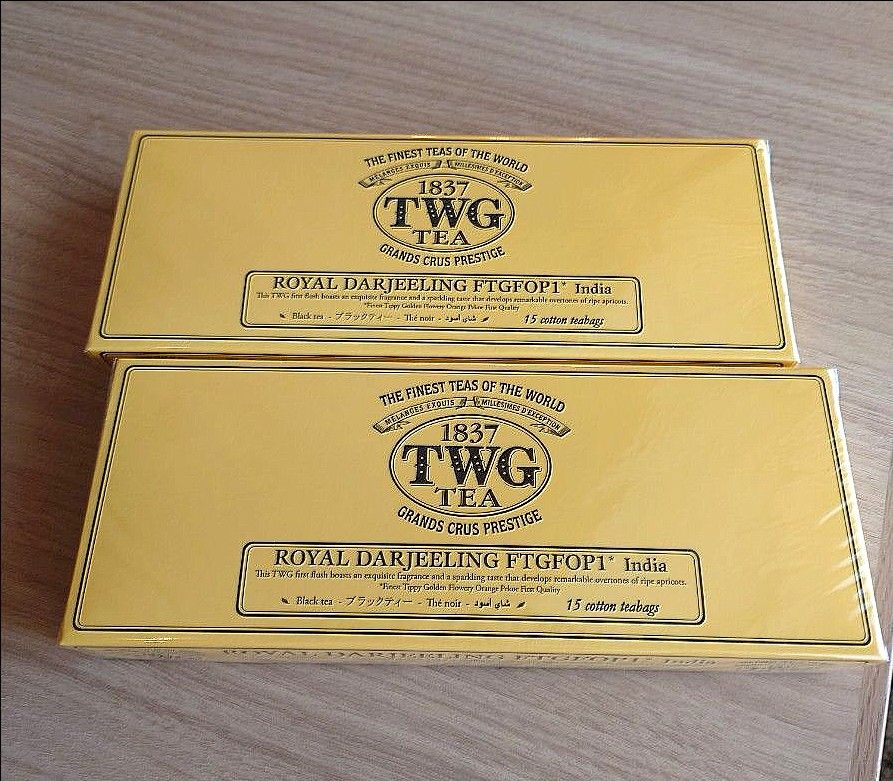 THE FINEST TEAS OF THE WORLD
MÉLANGES EXQUIS MILLÉSIMES D'EXCEPTION
1837
TWG
TEA
GRANDS CRUS PRESTIGE
ROYAL DARJEELING FTGFOP1* India
This TWG first flush boasts an exquisite fragrance and a sparkling taste that develops remarkable overtones of ripe apricots.
*Finest Tippy Golden Flowery Orange Pekoe First Quality
Black tea - ブラックティー - Thé noir - شاي أسود 15 cotton teabags
THE FINEST TEAS OF THE WORLD
MÉLANGES EXQUIS MILLÉSIMES D'EXCEPTION
1837
TWG
TEA
GRANDS CRUS PRESTIGE
ROYAL DARJEELING FTGFOP1* India
This TWG first flush boasts an exquisite fragrance and a sparkling taste that develops remarkable overtones of ripe apricots.
*Finest Tippy Golden Flowery Orange Pekoe First Quality
Black tea - ブラックティー - Thé noir - شاي أسود 15 cotton teabags
ROYAL DARJEELING FTGFOP1* India